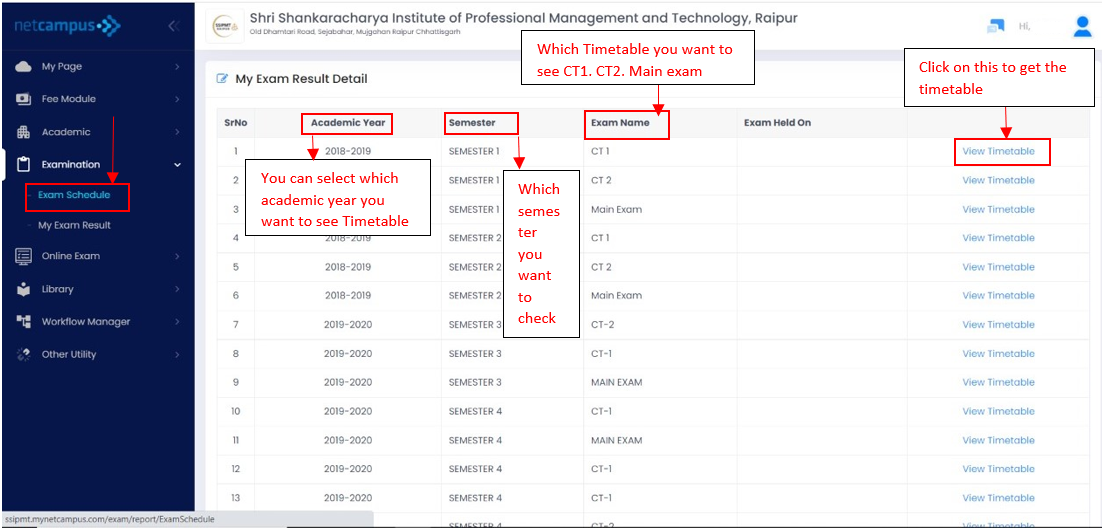 netcampus
Shri Shankaracharya Institute of Professional Management and Technology, Raipur
Old Dhamtari Road, Sejabahar, Mujgahan Raipur Chhattisgarh
Hi,
My Page
Fee Module
Academic
Examination
Exam Schedule
My Exam Result
Online Exam
Library
Workflow Manager
Other Utility
Which Timetable you want to
see CT1. CT2. Main exam
Click on this to get the
timetable
My Exam Result Detail
SrNo Academic Year Semester Exam Name Exam Held On
1 2018-2019 SEMESTER 1 CT 1 View Timetable
2 SEMESTER 1 CT 2 View Timetable
3 SEMESTER 1 Main Exam View Timetable
4 2018-2019 SEMESTER 2 CT 1 View Timetable
5 2018-2019 SEMESTER 2 CT 2 View Timetable
6 2018-2019 SEMESTER 2 Main Exam View Timetable
7 2019-2020 SEMESTER 3 CT-2 View Timetable
8 2019-2020 SEMESTER 3 CT-1 View Timetable
9 2019-2020 SEMESTER 3 MAIN EXAM View Timetable
10 2019-2020 SEMESTER 4 CT-1 View Timetable
11 2019-2020 SEMESTER 4 MAIN EXAM View Timetable
12 2019-2020 SEMESTER 4 CT-1 View Timetable
13 2019-2020 SEMESTER 4 CT-1 View Timetable
2019-2020 SEMESTER 4 CT-2 View Timetable
You can select which
academic year you
want to see Timetable
Which
semes
ter
you
want
to
check
ssipmt.mynetcampus.com/exam/report/ExamSchedule